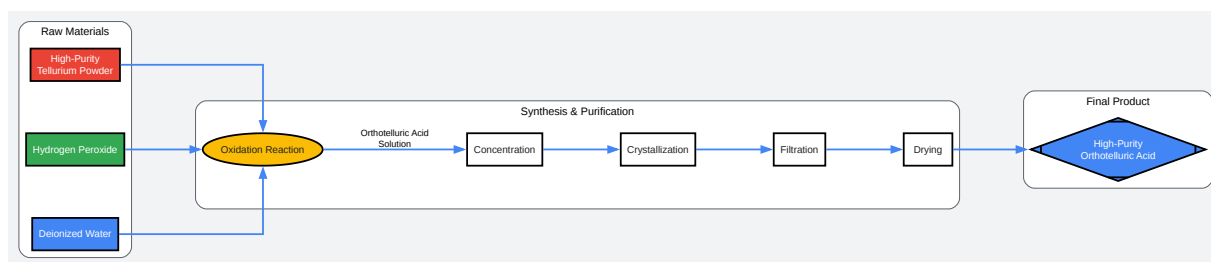 Raw Materials
High-Purity
Tellurium Powder
Hydrogen Peroxide
Deionized Water
Synthesis & Purification
Oxidation Reaction
Orthotelluric Acid
Solution
Concentration
Crystallization
Filtration
Drying
Final Product
High-Purity
Orthotelluric Acid